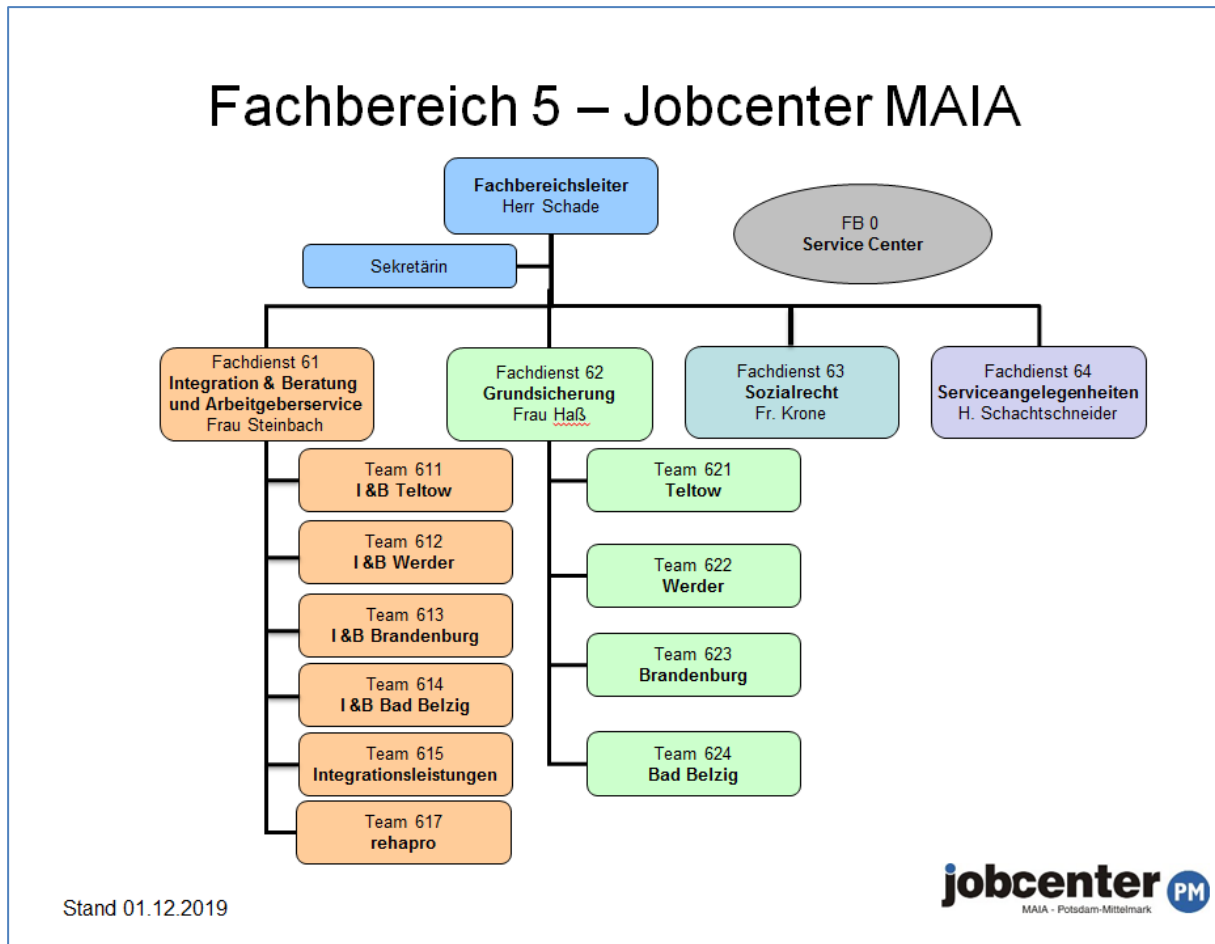 Fachbereich 5 – Jobcenter MAIA
Fachbereichsleiter
Herr Schade
FB 0
Service Center
Sekretärin
Fachdienst 61
Integration & Beratung
und Arbeitgeberservice
Frau Steinbach
Fachdienst 62
Grundsicherung
Frau Haß
Fachdienst 63
Sozialrecht
Fr. Krone
Fachdienst 64
Serviceangelegenheiten
H. Schachtschneider
Team 611
I &B Teltow
Team 612
I &B Werder
Team 613
I &B Brandenburg
Team 614
I &B Bad Belzig
Team 615
Integrationsleistungen
Team 617
rehapro
Team 621
Teltow
Team 622
Werder
Team 623
Brandenburg
Team 624
Bad Belzig
Stand 01.12.2019
jobcenter PM
MAIA - Potsdam-Mittelmark